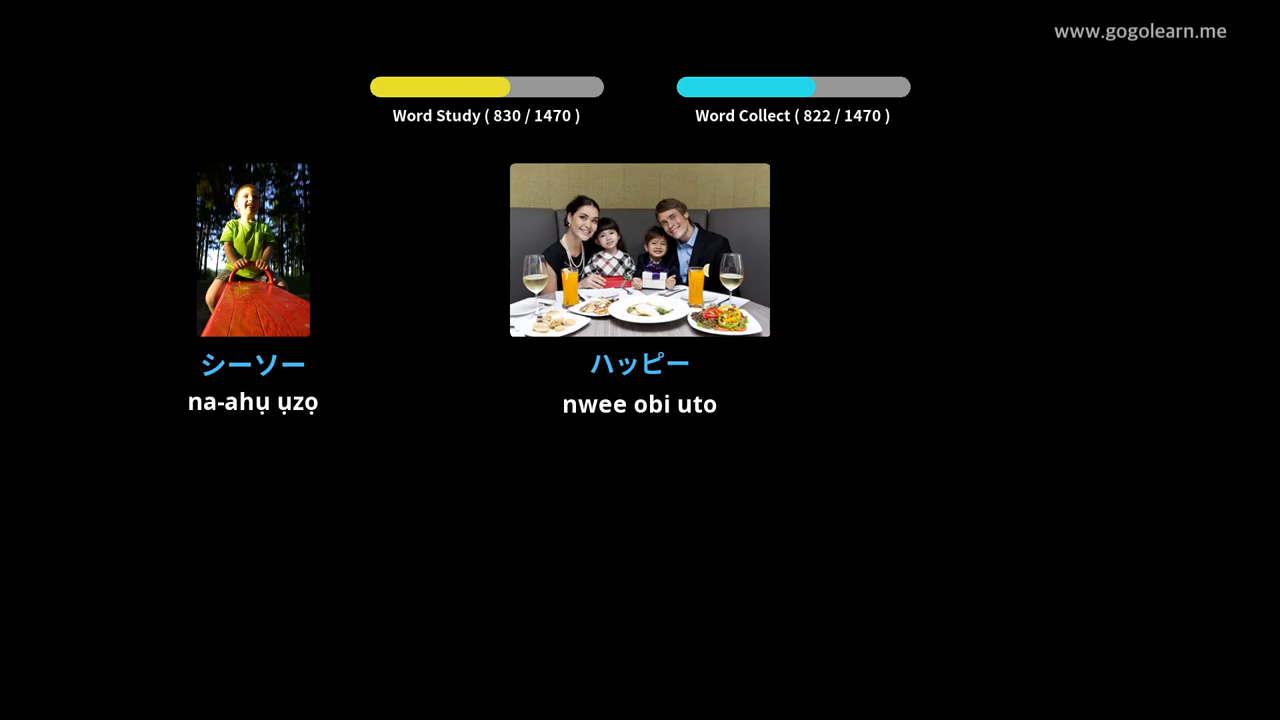 www.gogolearn.me
Word Study ( 830 / 1470 )
Word Collect ( 822 / 1470 )
シーソー
na-ahụ ụzọ
ハッピー
nwee obi uto